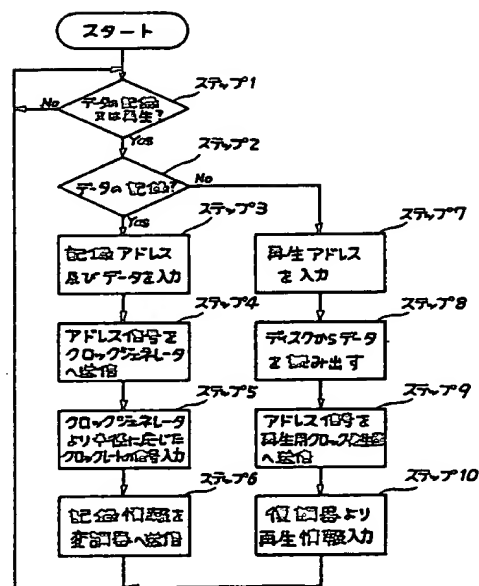 スタート
ステップ1
データの記録
又は再生?
No
Yes
ステップ2
データの記録?
No
Yes
ステップ3
記録アドレス
及びデータを入力
ステップ4
アドレス信号を
クロックジェネレータ
へ送信
ステップ5
クロックジェネレータ
より半径に応じた
クロックレートの信号入力
ステップ6
記録情報を
変調器へ送信
ステップ7
再生アドレス
を入力
ステップ8
ディスクからデータ
を読み出す
ステップ9
アドレス信号を
再生用クロック発生器
へ送信
ステップ10
復調器より
再生情報入力